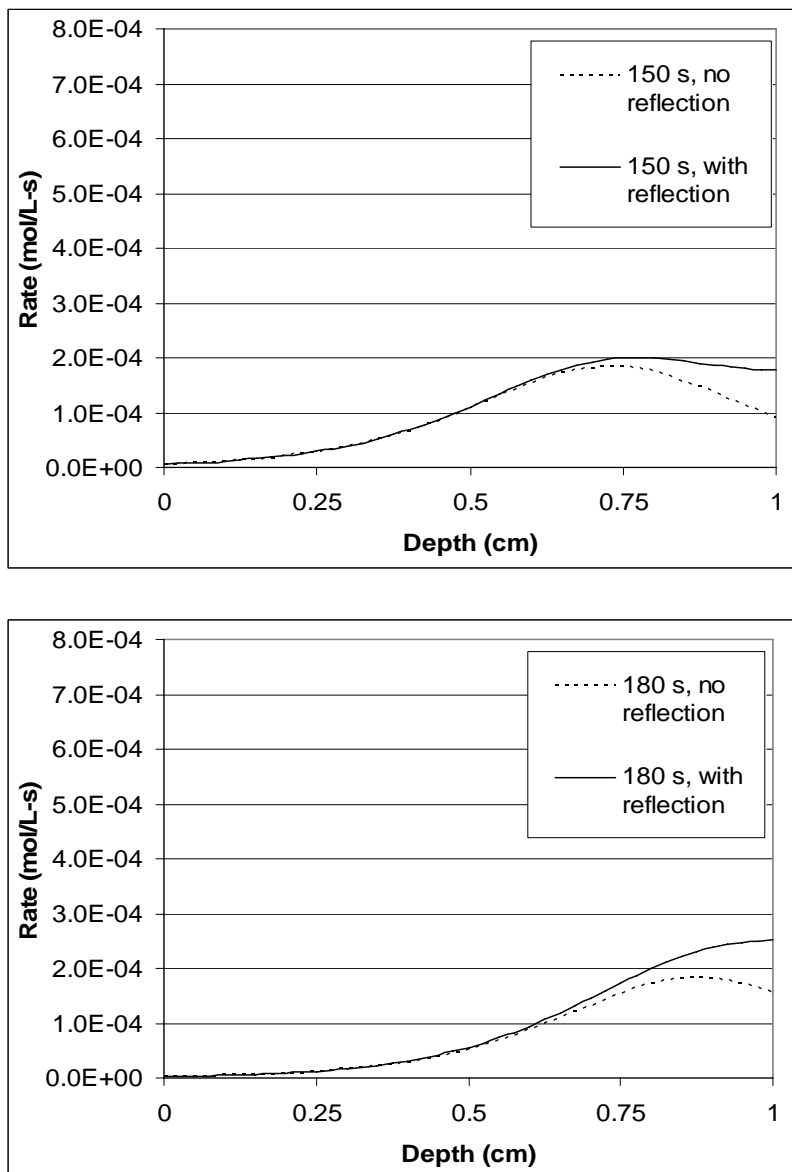 8.0E-04
7.0E-04
6.0E-04
5.0E-04
4.0E-04
3.0E-04
2.0E-04
1.0E-04
0.0E+00
Rate (mol/L-s)
150 s, no
reflection
150 s, with
reflection
0 0.25 0.5 0.75 1
Depth (cm)
8.0E-04
7.0E-04
6.0E-04
5.0E-04
4.0E-04
3.0E-04
2.0E-04
1.0E-04
0.0E+00
Rate (mol/L-s)
180 s, no
reflection
180 s, with
reflection
0 0.25 0.5 0.75 1
Depth (cm)